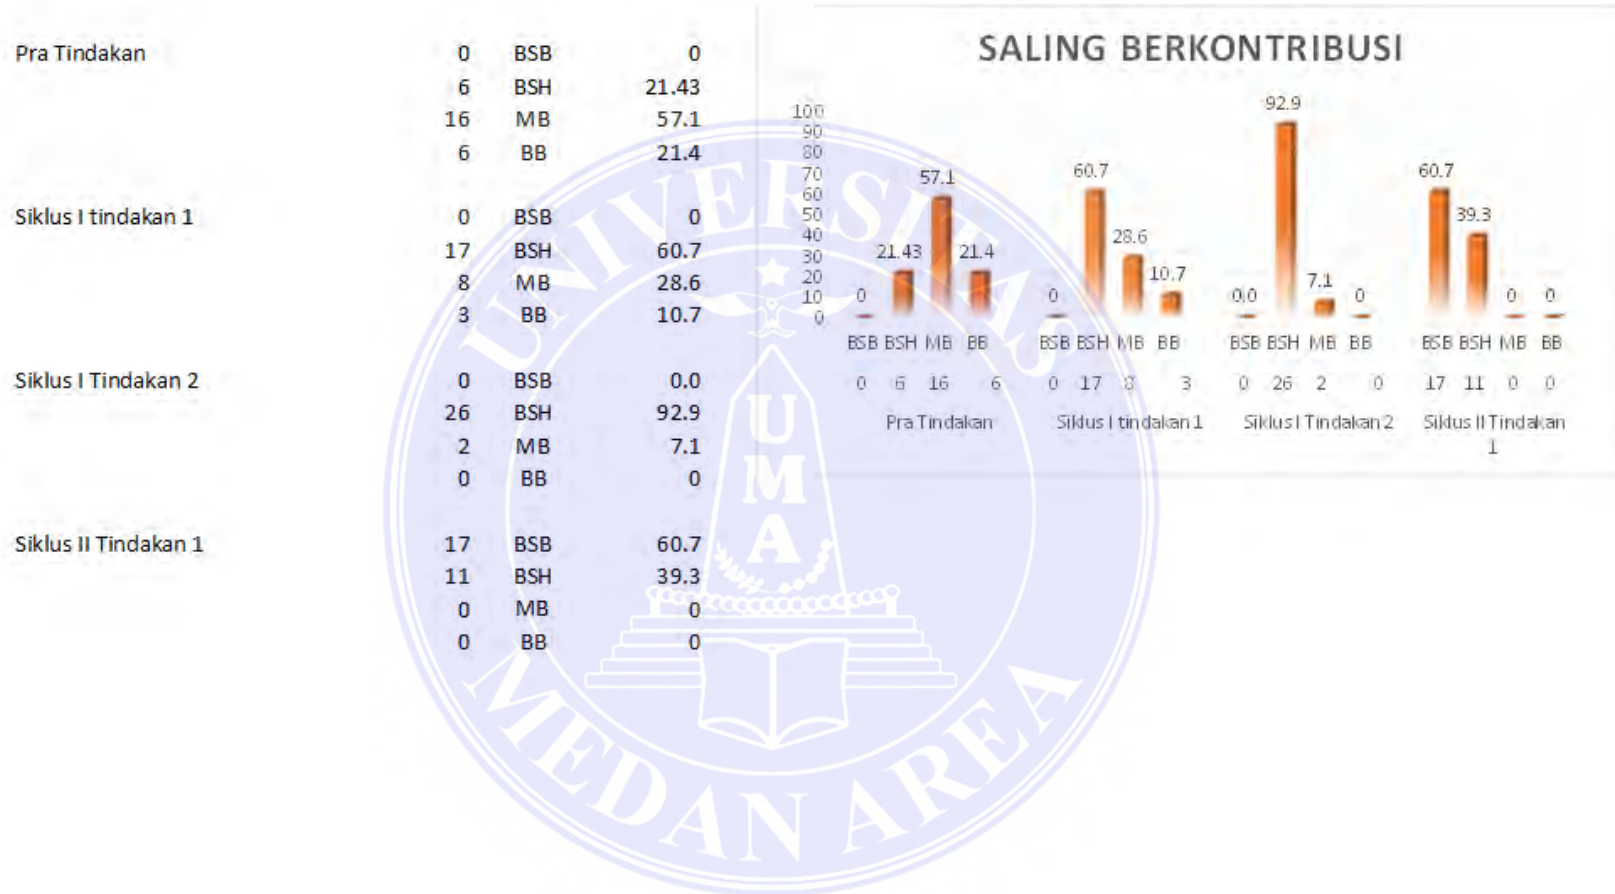 Pra Tindakan 0 BSB 0
6 BSH 21.43
16 MB 57.1
6 BB 21.4
Siklus I tindakan 1 0 BSB 0
17 BSH 60.7
8 MB 28.6
3 BB 10.7
Siklus I Tindakan 2 0 BSB 0.0
26 BSH 92.9
2 MB 7.1
0 BB 0
Siklus II Tindakan 1 17 BSB 60.7
11 BSH 39.3
0 MB 0
0 BB 0
SALING BERKONTRIBUSI
100
90
80
70
60
50
40
30
20
10
0
0 21.43 57.1 21.4
0 60.7 28.6 10.7
0.0 92.9 7.1 0
60.7 39.3 0 0
BSB BSH MB BB BSB BSH MB BB BSB BSH MB BB BSB BSH MB BB
0 6 16 6 0 17 8 3 0 26 2 0 17 11 0 0
Pra Tindakan Siklus I tindakan 1 Siklus I Tindakan 2 Siklus II Tindakan
1
UNIVERSITAS
UMA
MEDAN AREA